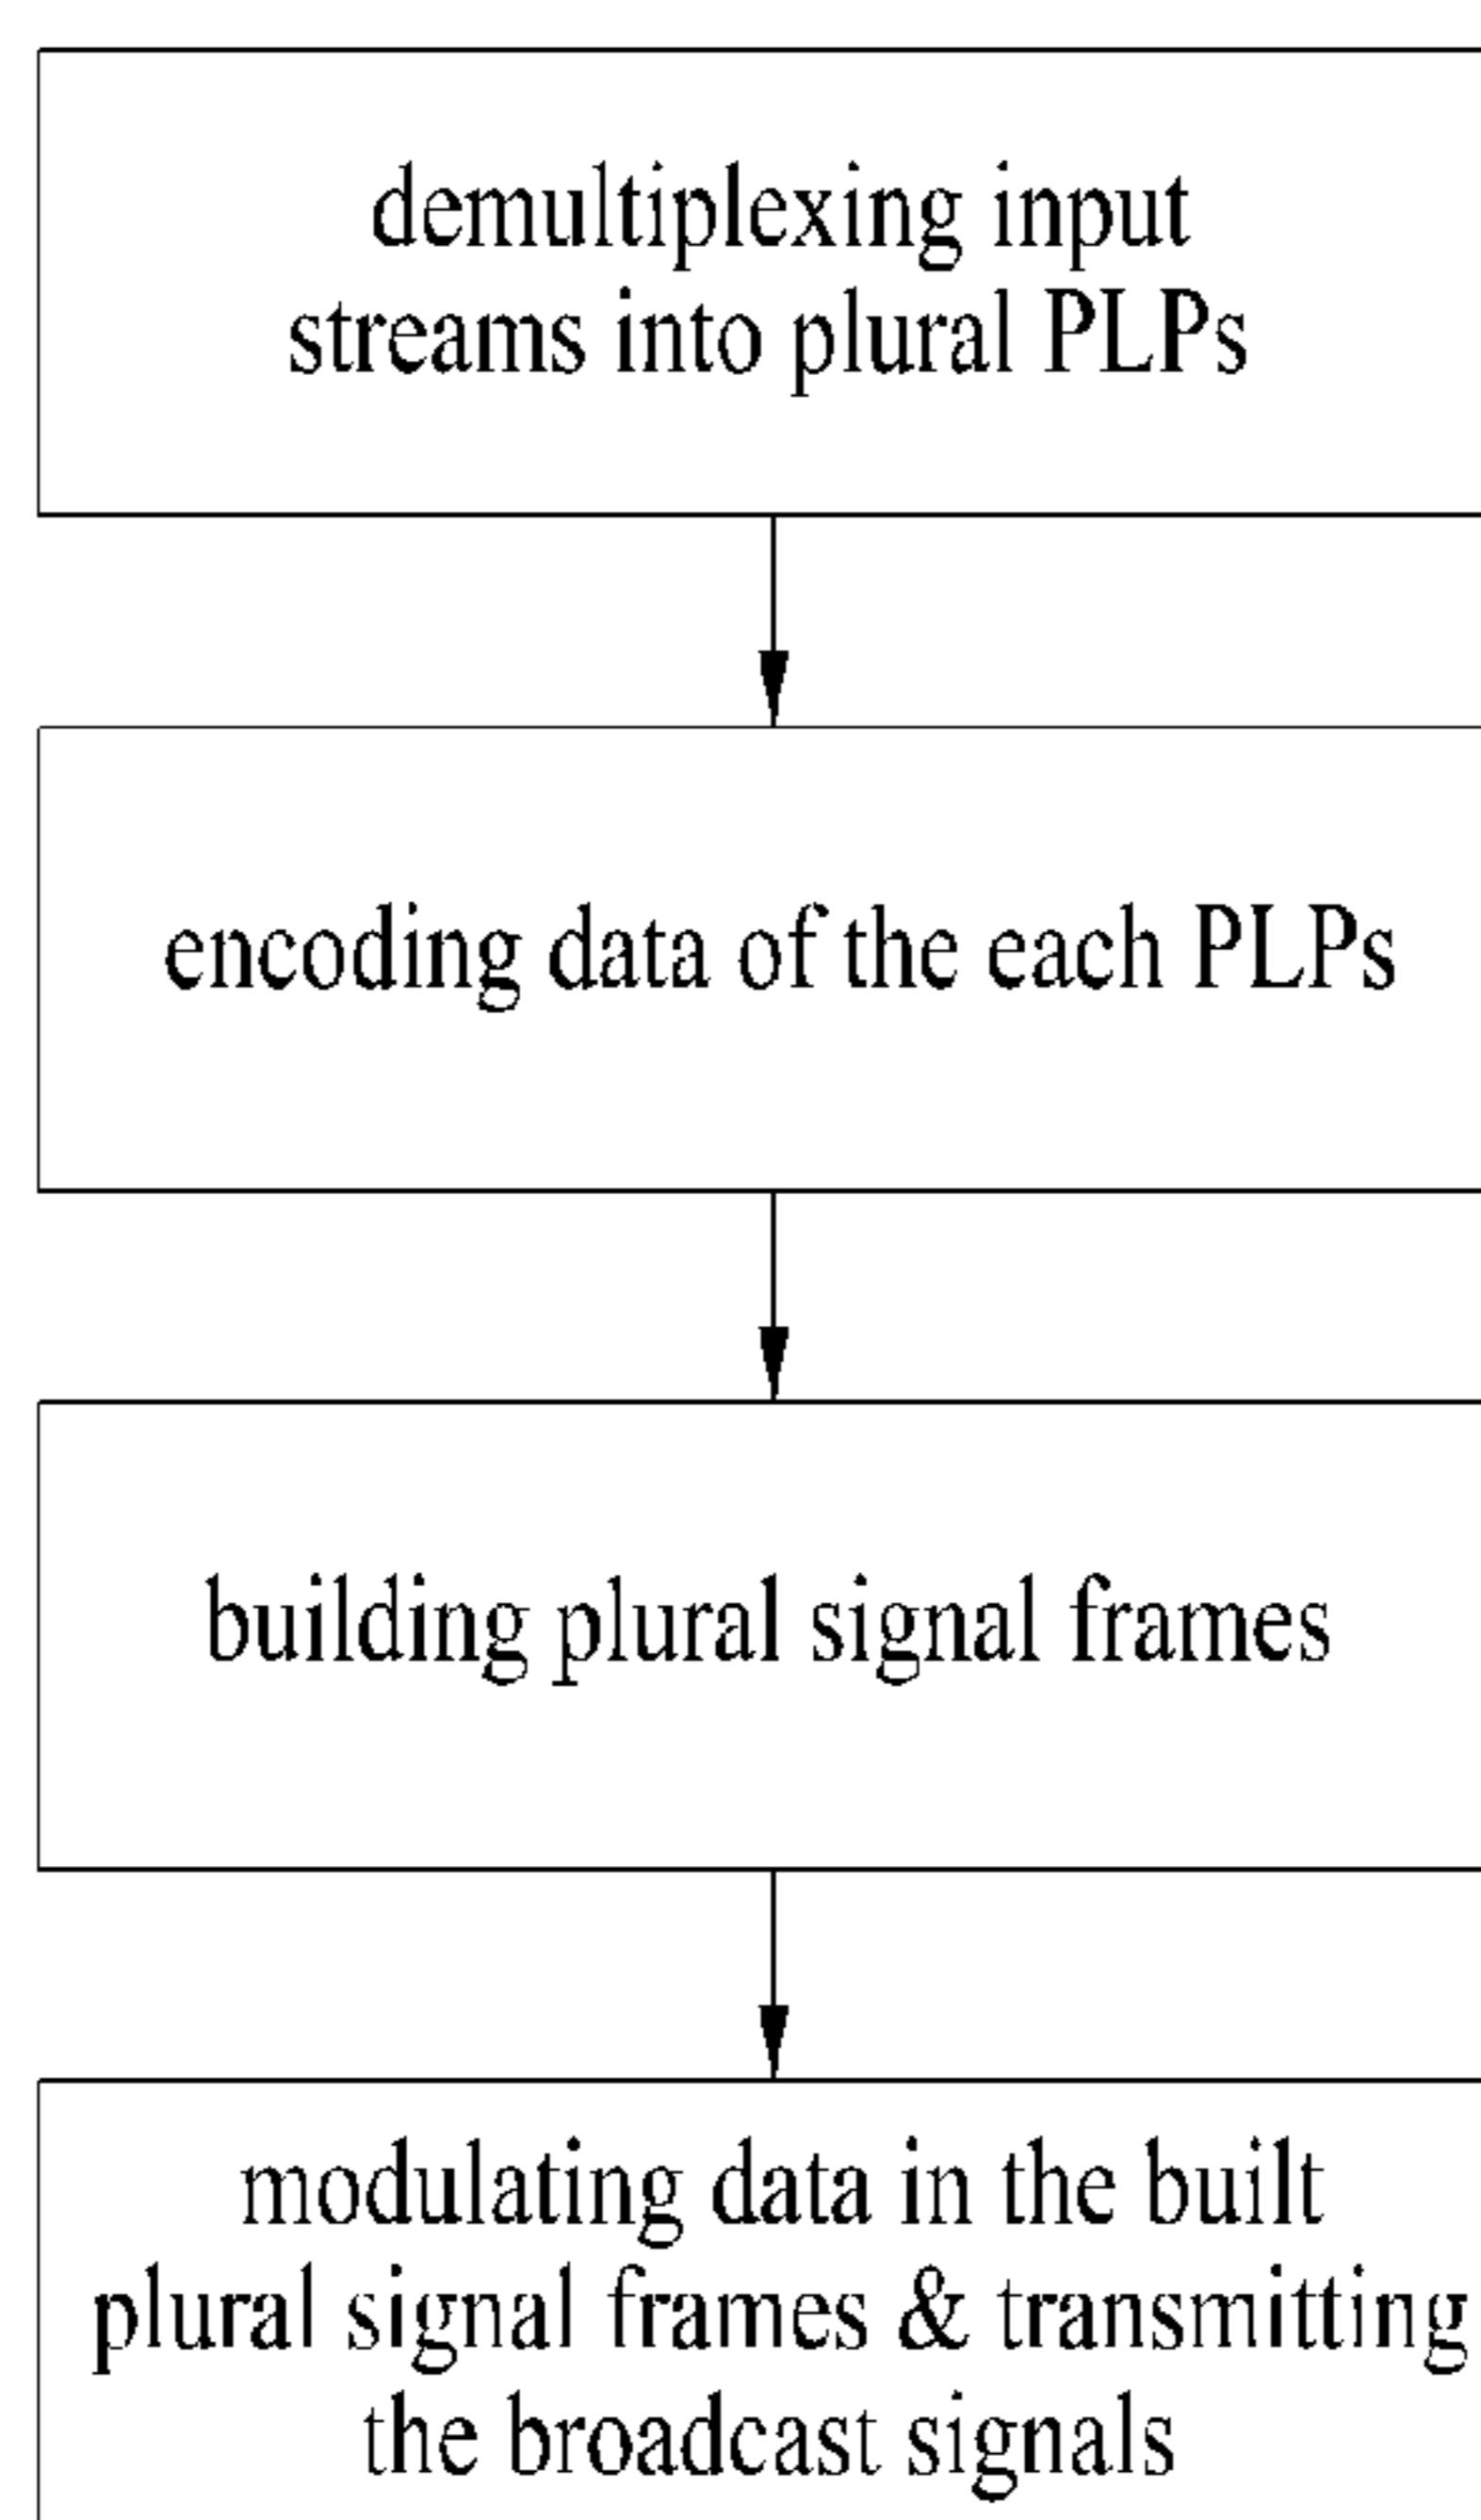 demultiplexing input
streams into plural PLPs
encoding data of the each PLPs
building plural signal frames
modulating data in the built
plural signal frames & transmitting
the broadcast signals